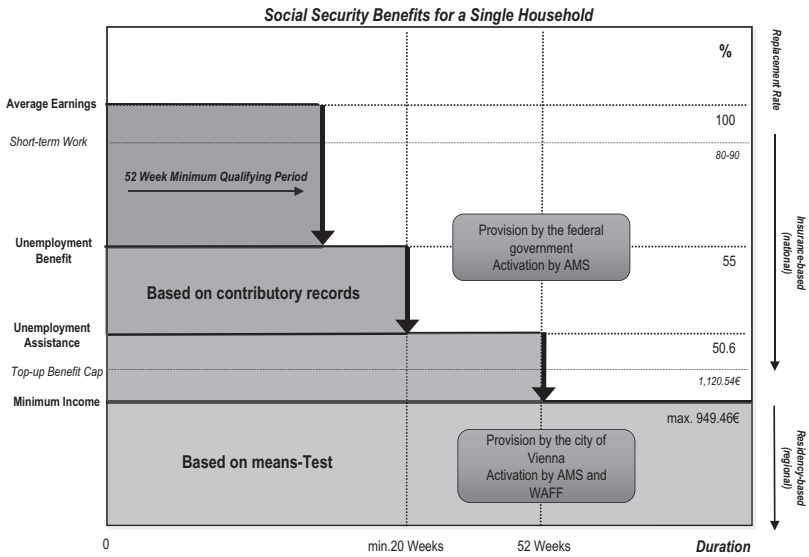 Social Security Benefits for a Single Household
%
Replacement Rate
Average Earnings
100
Short-term Work
80-90
52 Week Minimum Qualifying Period
Insurance-based
(national)
Unemployment
Benefit
Provision by the federal
government
Activation by AMS
55
Based on contributory records
Unemployment
Assistance
50.6
Top-up Benefit Cap
1,120.54€
Minimum Income
max. 949.46€
Based on means-Test
Provision by the city of
Vienna
Activation by AMS and
WAFF
Residency-based
(regional)
0
min.20 Weeks
52 Weeks
Duration